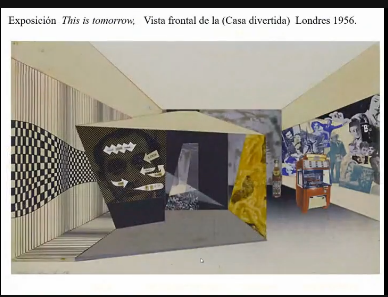 Exposición This is tomorrow, Vista frontal de la (Casa divertida) Londres 1956.